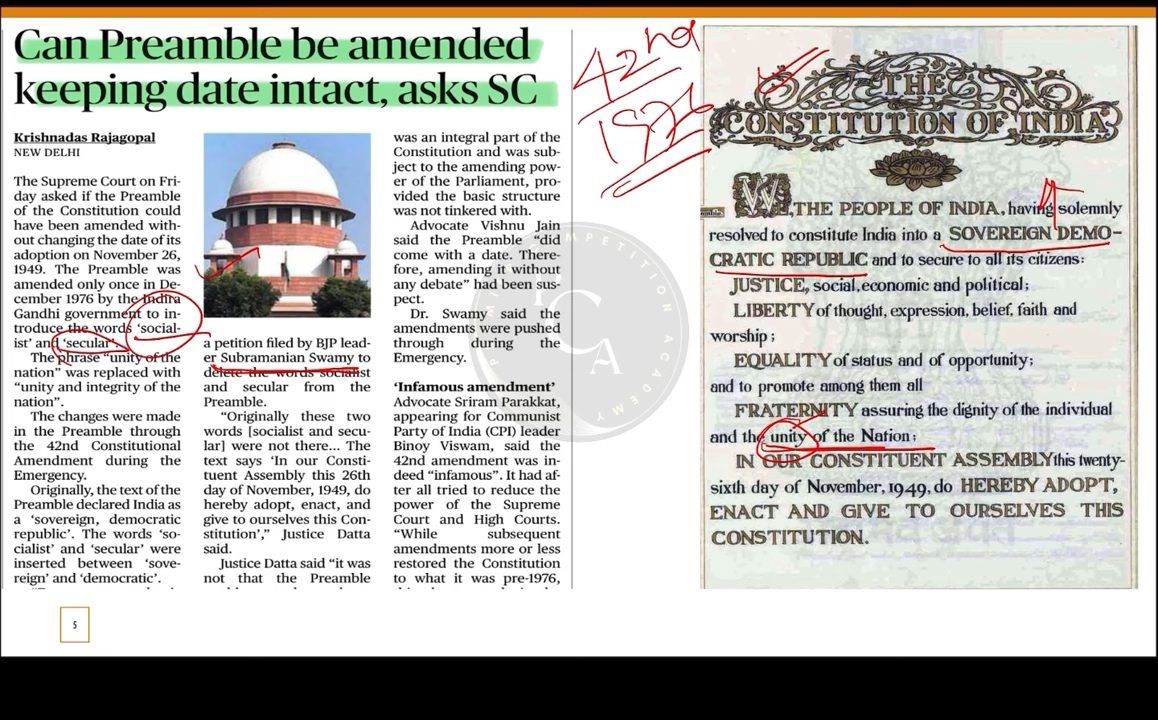 Can Preamble be amended
keeping date intact, asks SC
Krishnadas Rajagopal
NEW DELHI
The Supreme Court on Fri-
day asked if the Preamble
of the Constitution could
have been amended with-
out changing the date of its
adoption on November 26,
1949. The Preamble was
amended only once in De-
cember 1976 by the Indira
Gandhi government to in-
troduce the words ‘social-
ist’ and ‘secular’.
The phrase “unity of the
nation” was replaced with
“unity and integrity of the
nation”.
The changes were made
in the Preamble through
the 42nd Constitutional
Amendment during the
Emergency.
Originally, the text of the
Preamble declared India as
a ‘sovereign, democratic
republic’. The words ‘so-
cialist’ and ‘secular’ were
inserted between ‘sove-
reign’ and ‘democratic’.
a petition filed by BJP lead-
er Subramanian Swamy to
delete the words socialist
and secular from the
Preamble.
“Originally these two
words [socialist and secu-
lar] were not there... The
text says ‘In our Consti-
tuent Assembly this 26th
day of November, 1949, do
hereby adopt, enact, and
give to ourselves this Con-
stitution’,” Justice Datta
said.
Justice Datta said “it was
not that the Preamble
was an integral part of the
Constitution and was sub-
ject to the amending pow-
er of the Parliament, pro-
vided the basic structure
was not tinkered with.
Advocate Vishnu Jain
said the Preamble “did
come with a date. There-
fore, amending it without
any debate” had been sus-
pect.
Dr. Swamy said the
amendments were pushed
through during the
Emergency.
‘Infamous amendment’
Advocate Sriram Parakkat,
appearing for Communist
Party of India (CPI) leader
Binoy Viswam, said the
42nd amendment was in-
deed “infamous”. It had af-
ter all tried to reduce the
power of the Supreme
Court and High Courts.
“While subsequent
amendments more or less
restored the Constitution
to what it was pre-1976,
42nd
1976
THE
CONSTITUTION OF INDIA
WE, THE PEOPLE OF INDIA, having solemnly
resolved to constitute India into a SOVEREIGN DEMO-
CRATIC REPUBLIC and to secure to all its citizens:
JUSTICE, social, economic and political;
LIBERTY of thought, expression, belief, faith and
worship;
EQUALITY of status and of opportunity;
and to promote among them all
FRATERNITY assuring the dignity of the individual
and the unity of the Nation;
IN OUR CONSTITUENT ASSEMBLY this twenty-
sixth day of November, 1949, do HEREBY ADOPT,
ENACT AND GIVE TO OURSELVES THIS
CONSTITUTION.
5